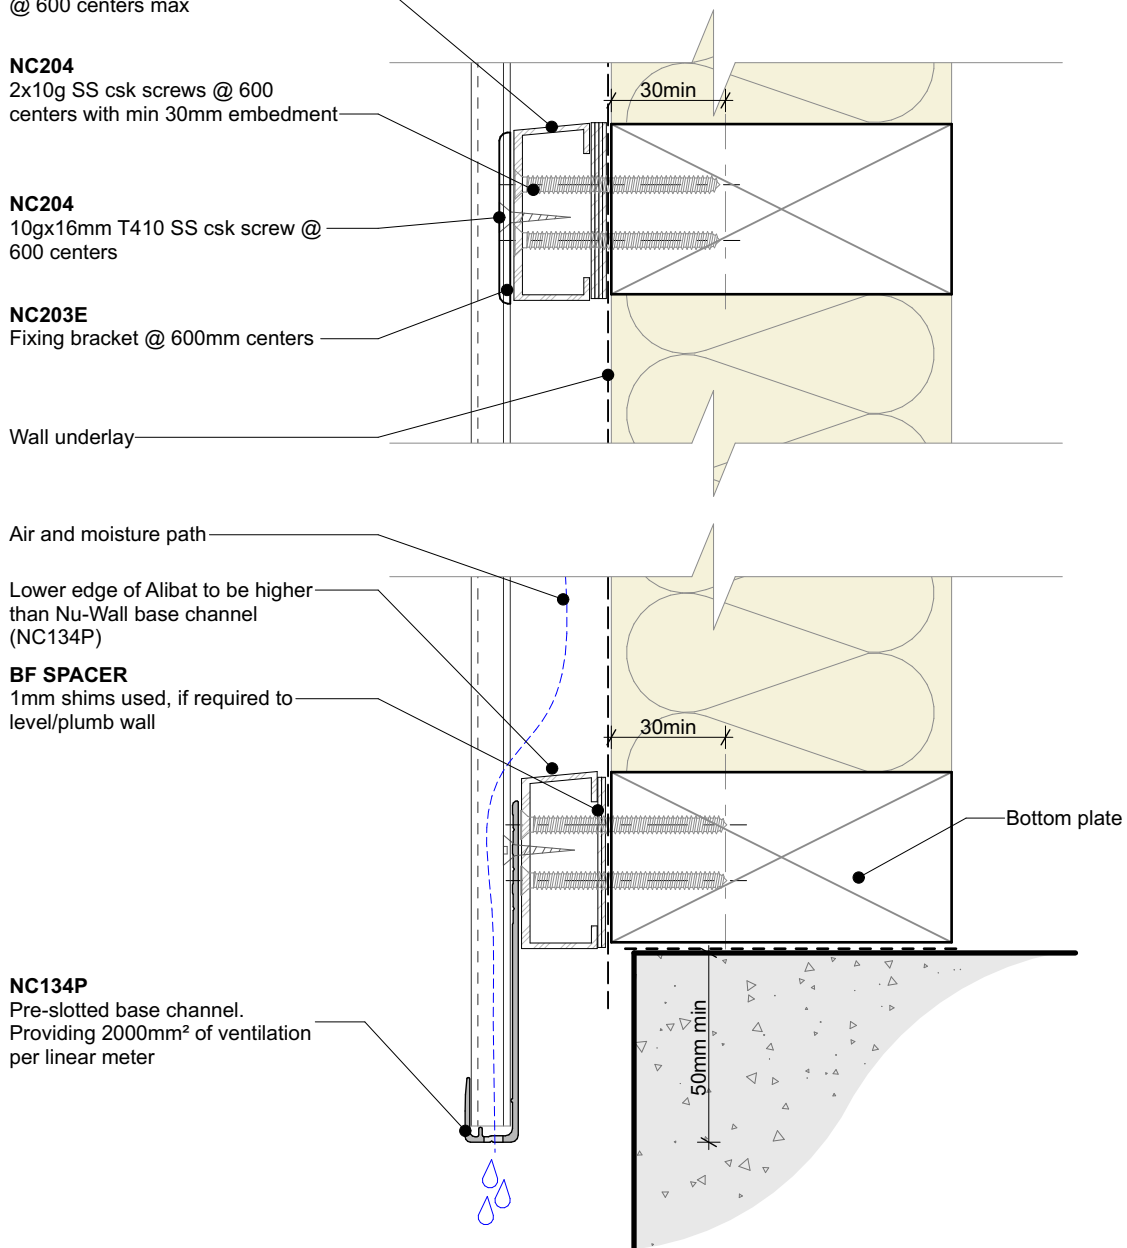 @ 600 centers max
NC204
2x10g SS csk screws @ 600
centers with min 30mm embedment
30min
NC204
10gx16mm T410 SS csk screw @
600 centers
NC203E
Fixing bracket @ 600mm centers
Wall underlay
Air and moisture path
Lower edge of Alibat to be higher
than Nu-Wall base channel
(NC134P)
BF SPACER
1mm shims used, if required to
level/plumb wall
30min
Bottom plate
NC134P
Pre-slotted base channel.
Providing 2000mm² of ventilation
per linear meter
50mm min